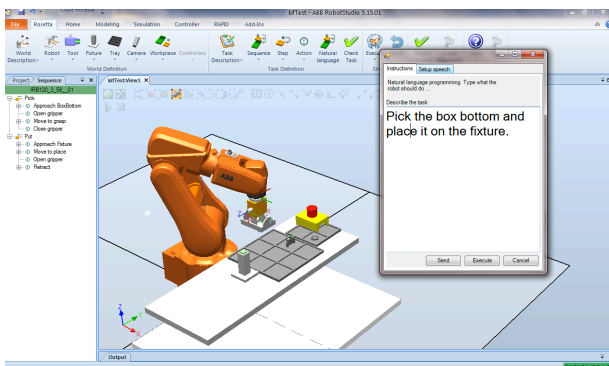 kifTest - ABB RobotStudio 5.15.01
File Rosetta Home Modeling Simulation Controller RAPID Add-Ins
World Description Robot Tool Fixture Tray Camera Workpiece Controllers Task Description Sequence Step Action Natural language Check Task
World Definition Task Definition
Project Sequence kifTest:View1
IRB120_3_58__01
Pick
Approach BoxBottom
Open gripper
Move to grasp
Close gripper
Put
Approach Fixture
Move to place
Open gripper
Retract
ABB
Z
X
Z
Y
X
Output
Instructions Setup speech
Natural language programming. Type what the
robot should do ...
Describe the task
Pick the box bottom and
place it on the fixture.
Send Execute Cancel